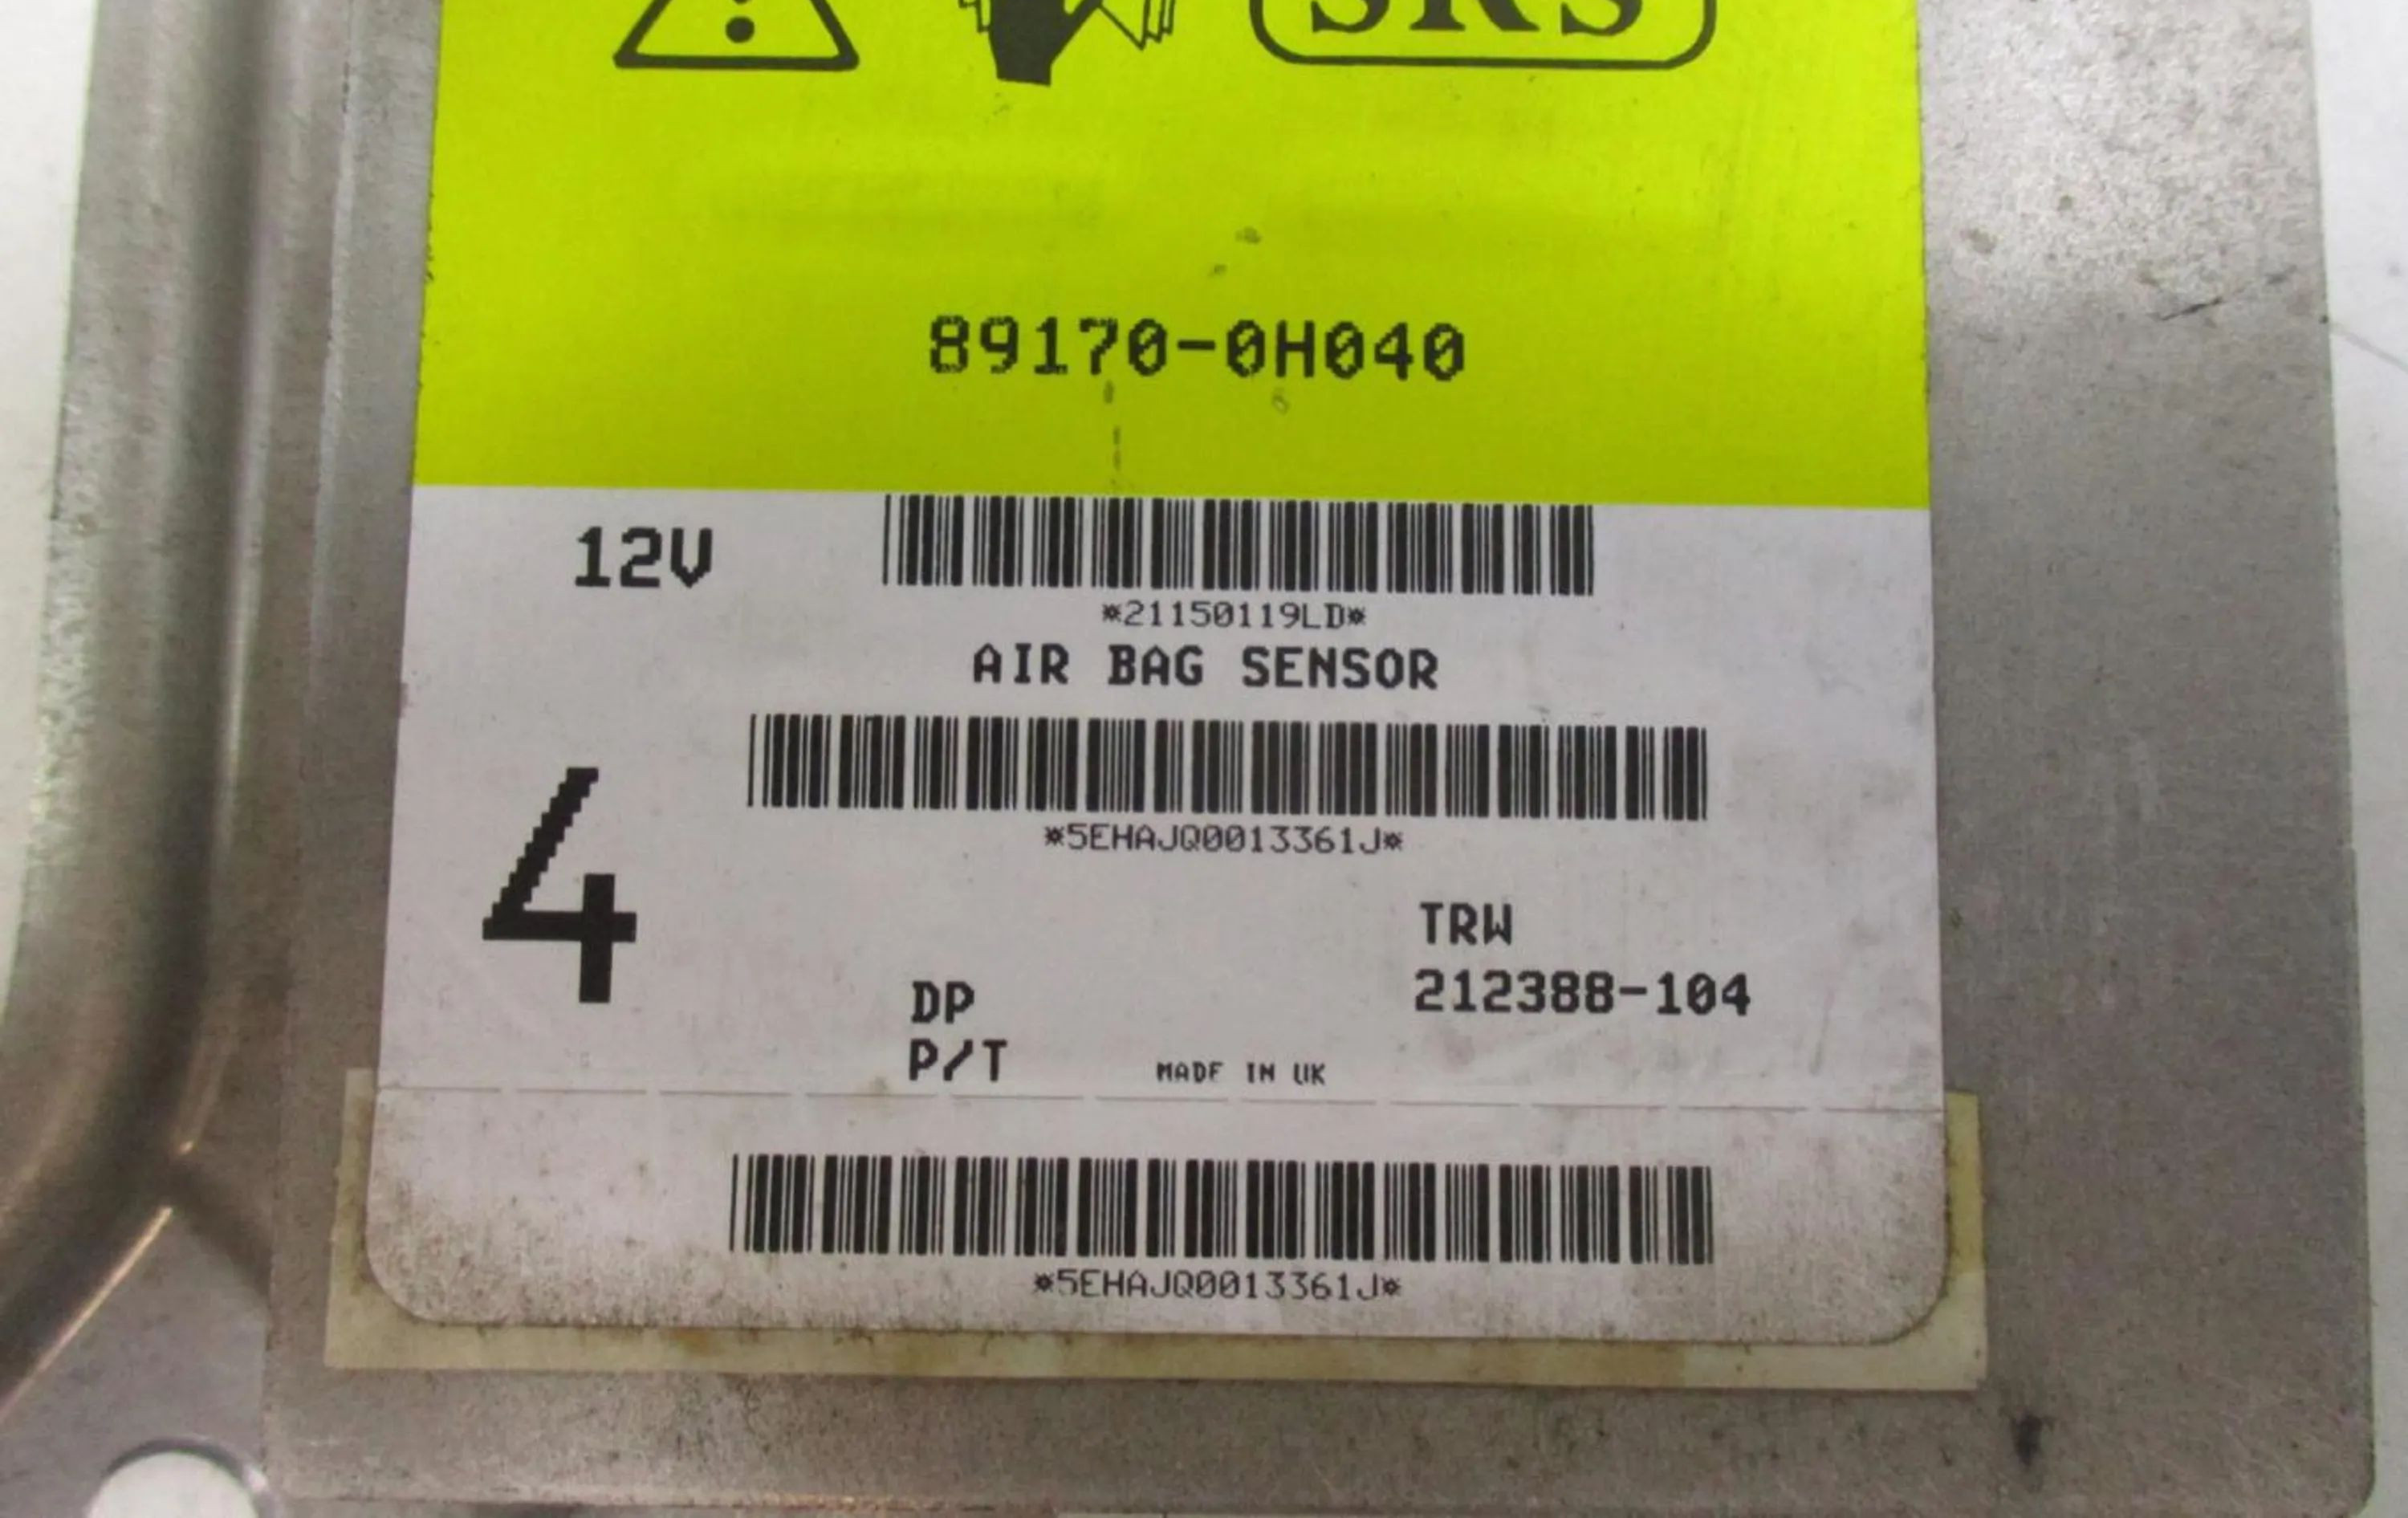 SRS
89170-0H040
12V
*21150119LD*
AIR BAG SENSOR
*5EHAJQ0013361J*
4
TRW
212388-104
DP
P/T
MADE IN UK
*5EHAJQ0013361J*